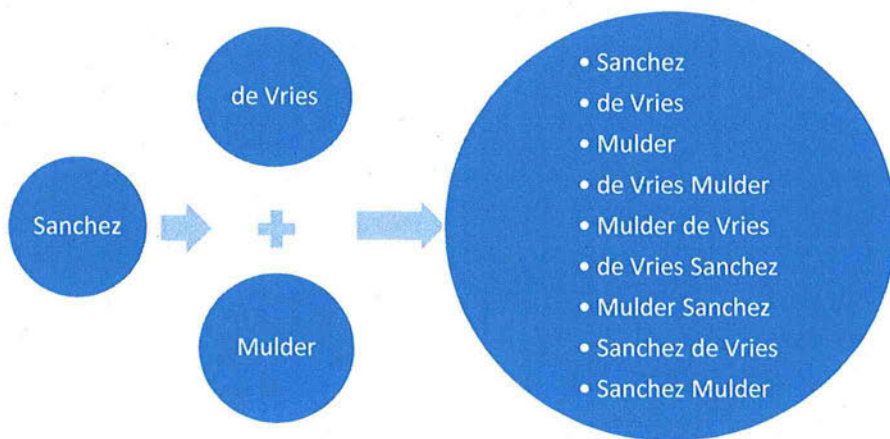 Sanchez
de Vries
Mulder
• Sanchez
• de Vries
• Mulder
• de Vries Mulder
• Mulder de Vries
• de Vries Sanchez
• Mulder Sanchez
• Sanchez de Vries
• Sanchez Mulder